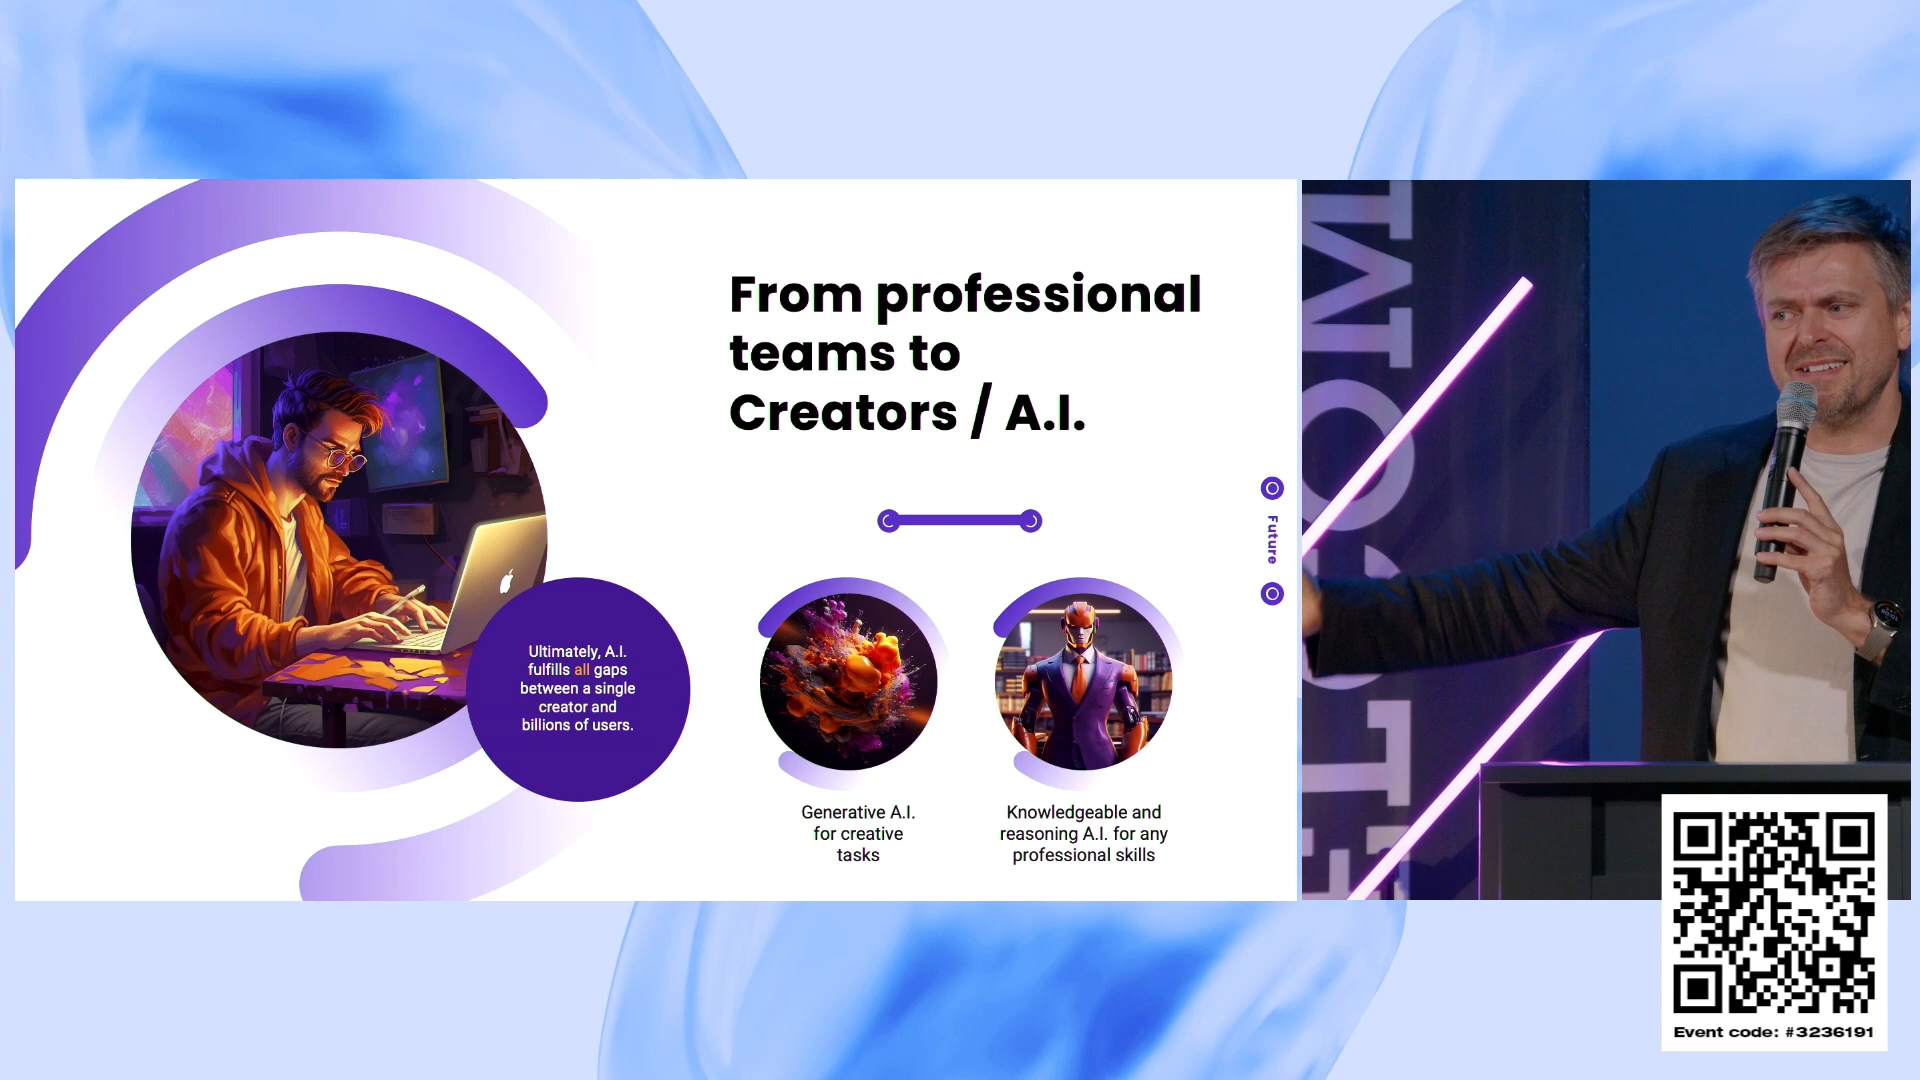 From professional
teams to
Creators / A.I.
Future
Ultimately, A.I.
fulfills all gaps
between a single
creator and
billions of users.
Generative A.I.
for creative
tasks
Knowledgeable and
reasoning A.I. for any
professional skills
Event code: #3236191